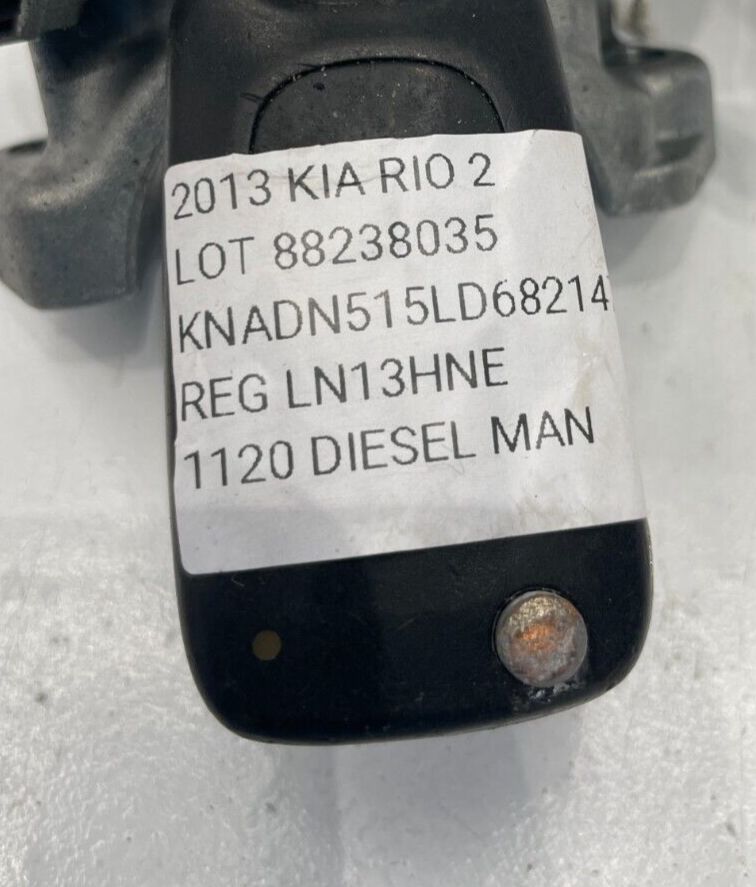 2013 KIA RIO 2
LOT 88238035
KNADN515LD68214
REG LN13HNE
1120 DIESEL MAN